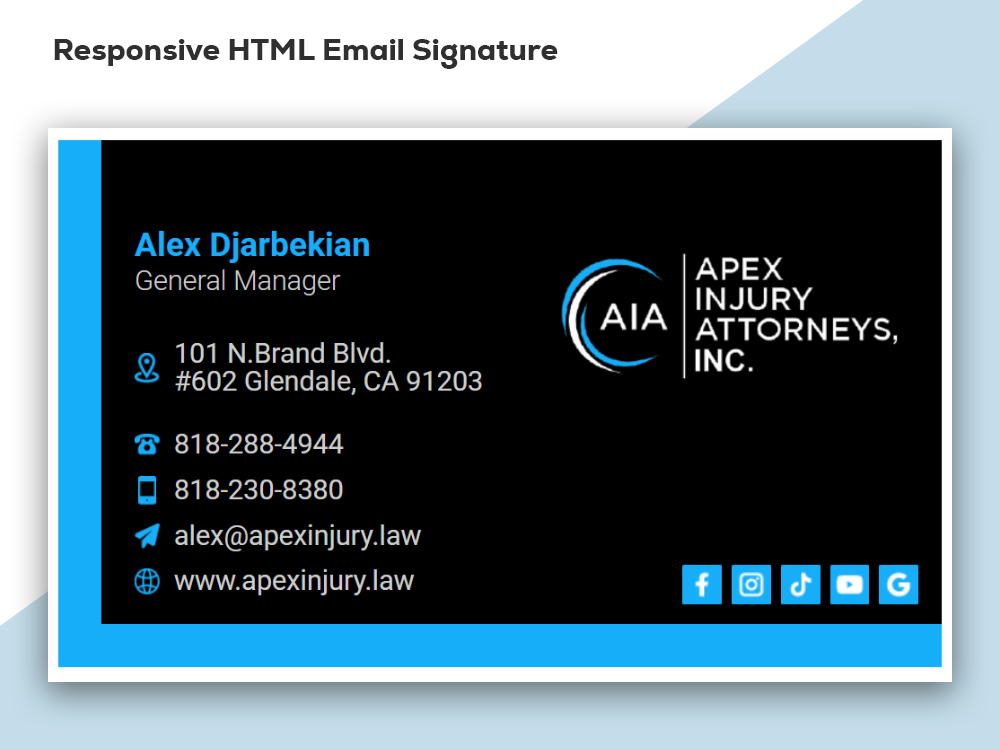 Responsive HTML Email Signature
Alex Djarbekian
General Manager
101 N.Brand Blvd.
#602 Glendale, CA 91203
818-288-4944
818-230-8380
alex@apexinjury.law
www.apexinjury.law
AIA
APEX
INJURY
ATTORNEYS,
INC.